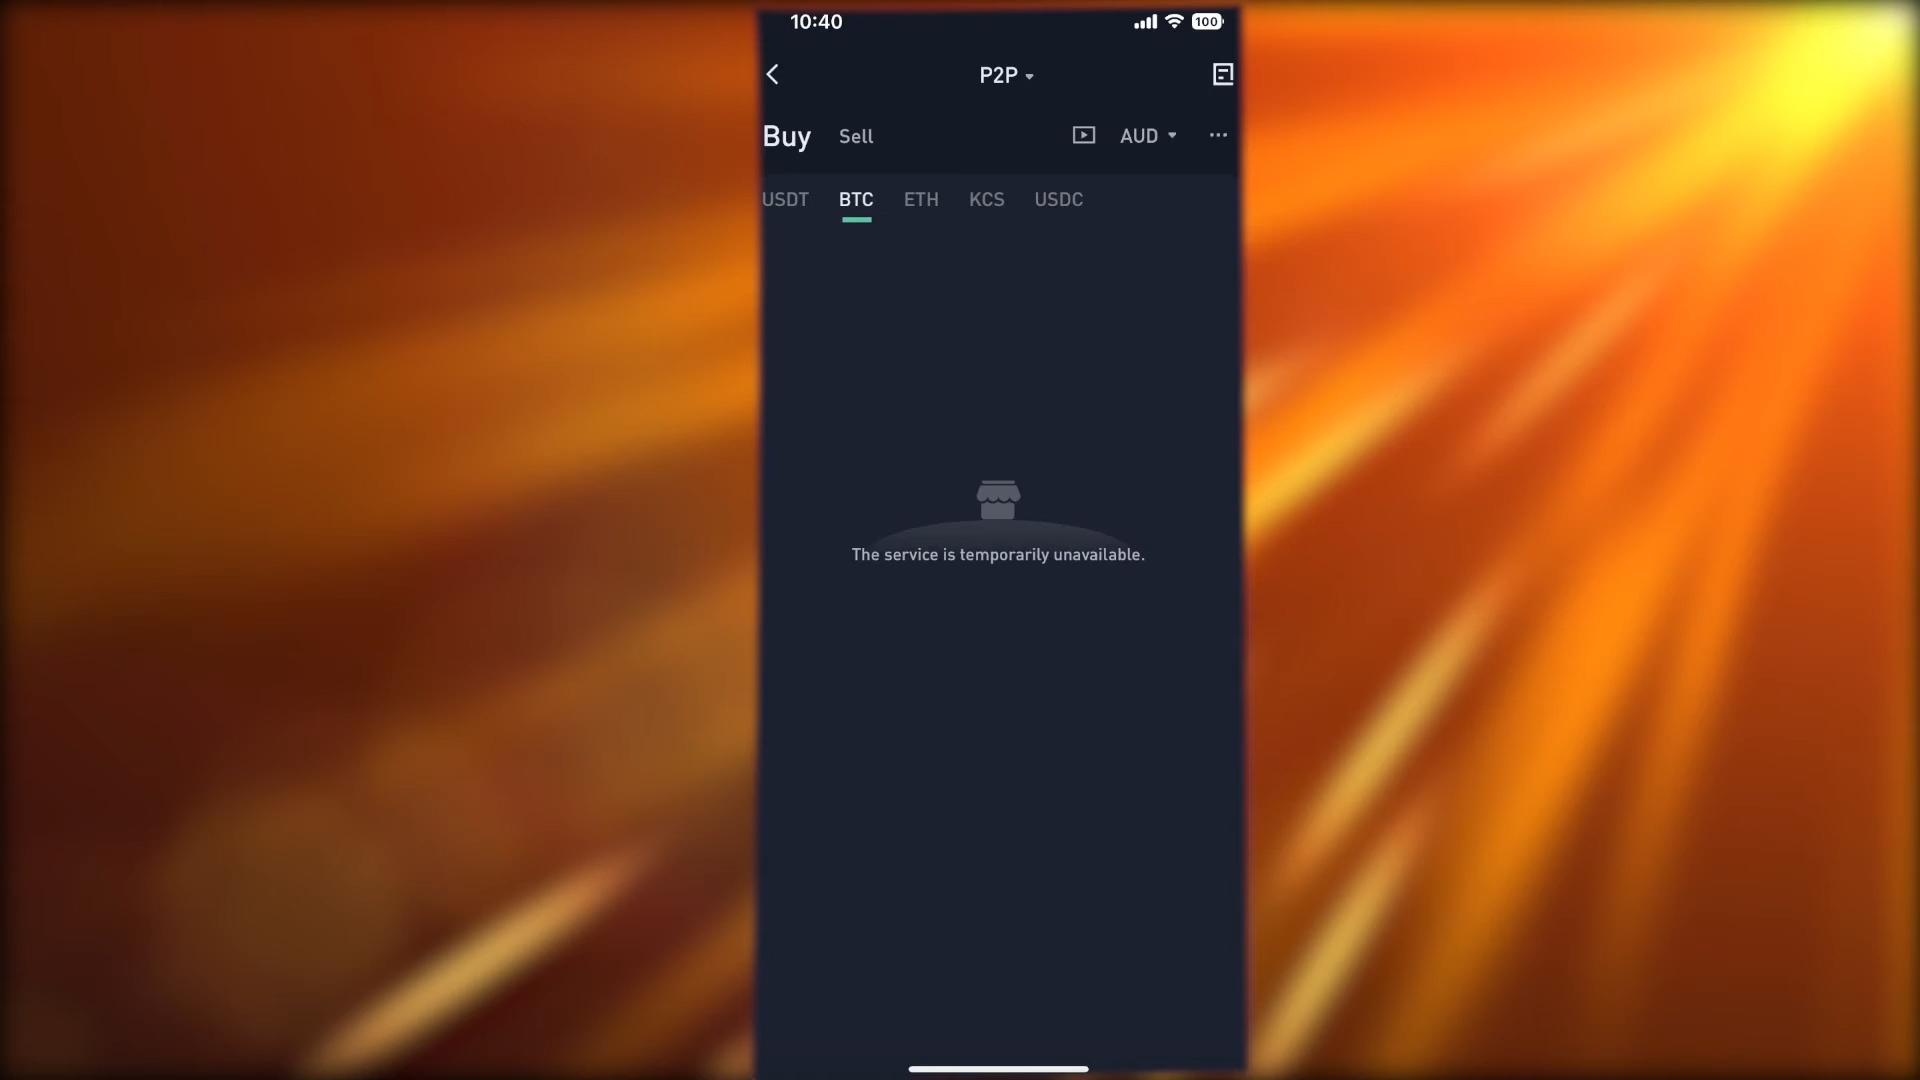 10:40
100
P2P
Buy Sell AUD
USDT BTC ETH KCS USDC
The service is temporarily unavailable.